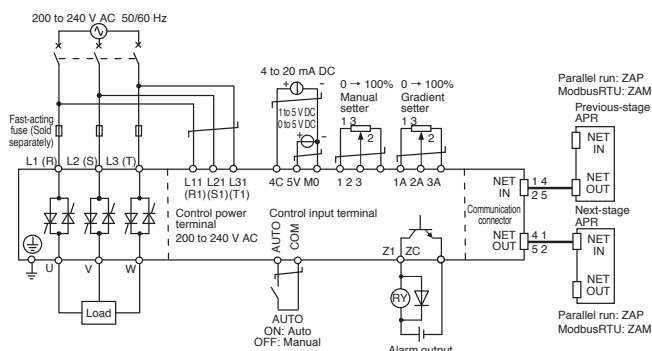 200 to 240 V AC 50/60 Hz
Fast-acting
fuse (Sold
separately)
L1 (R) L2 (S) L3 (T)
L11 L21 L31
(R1) (S1) (T1)
4 to 20 mA DC
+ -
1 to 5 V DC
0 to 5 V DC
+ -
4C 5V M0
0 → 100%
Manual
setter
1 3
2
1 2 3
0 → 100%
Gradient
setter
1 3
2
1A 2A 3A
Control power
terminal
200 to 240 V AC
Control input terminal
AUTO
COM
AUTO
ON: Auto
OFF: Manual
Z1 ZC
RY
Alarm output
U V W
Load
NET
IN
Communication
connector
NET
OUT
1 4
2 5
4 1
5 2
Parallel run: ZAP
ModbusRTU: ZAM
Previous-stage
APR
NET
IN
NET
OUT
Next-stage
APR
NET
IN
NET
OUT
Parallel run: ZAP
ModbusRTU: ZAM